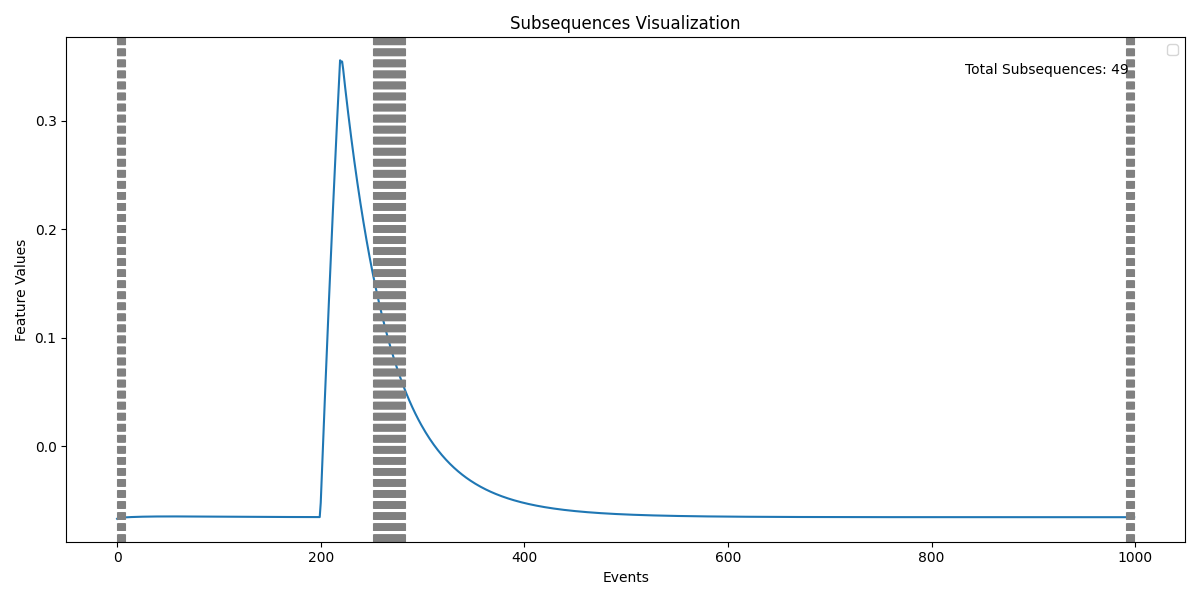 Subsequences Visualization
Total Subsequences: 49
0.3
0.2
0.1
0.0
Feature Values
0 200 400 600 800 1000
Events